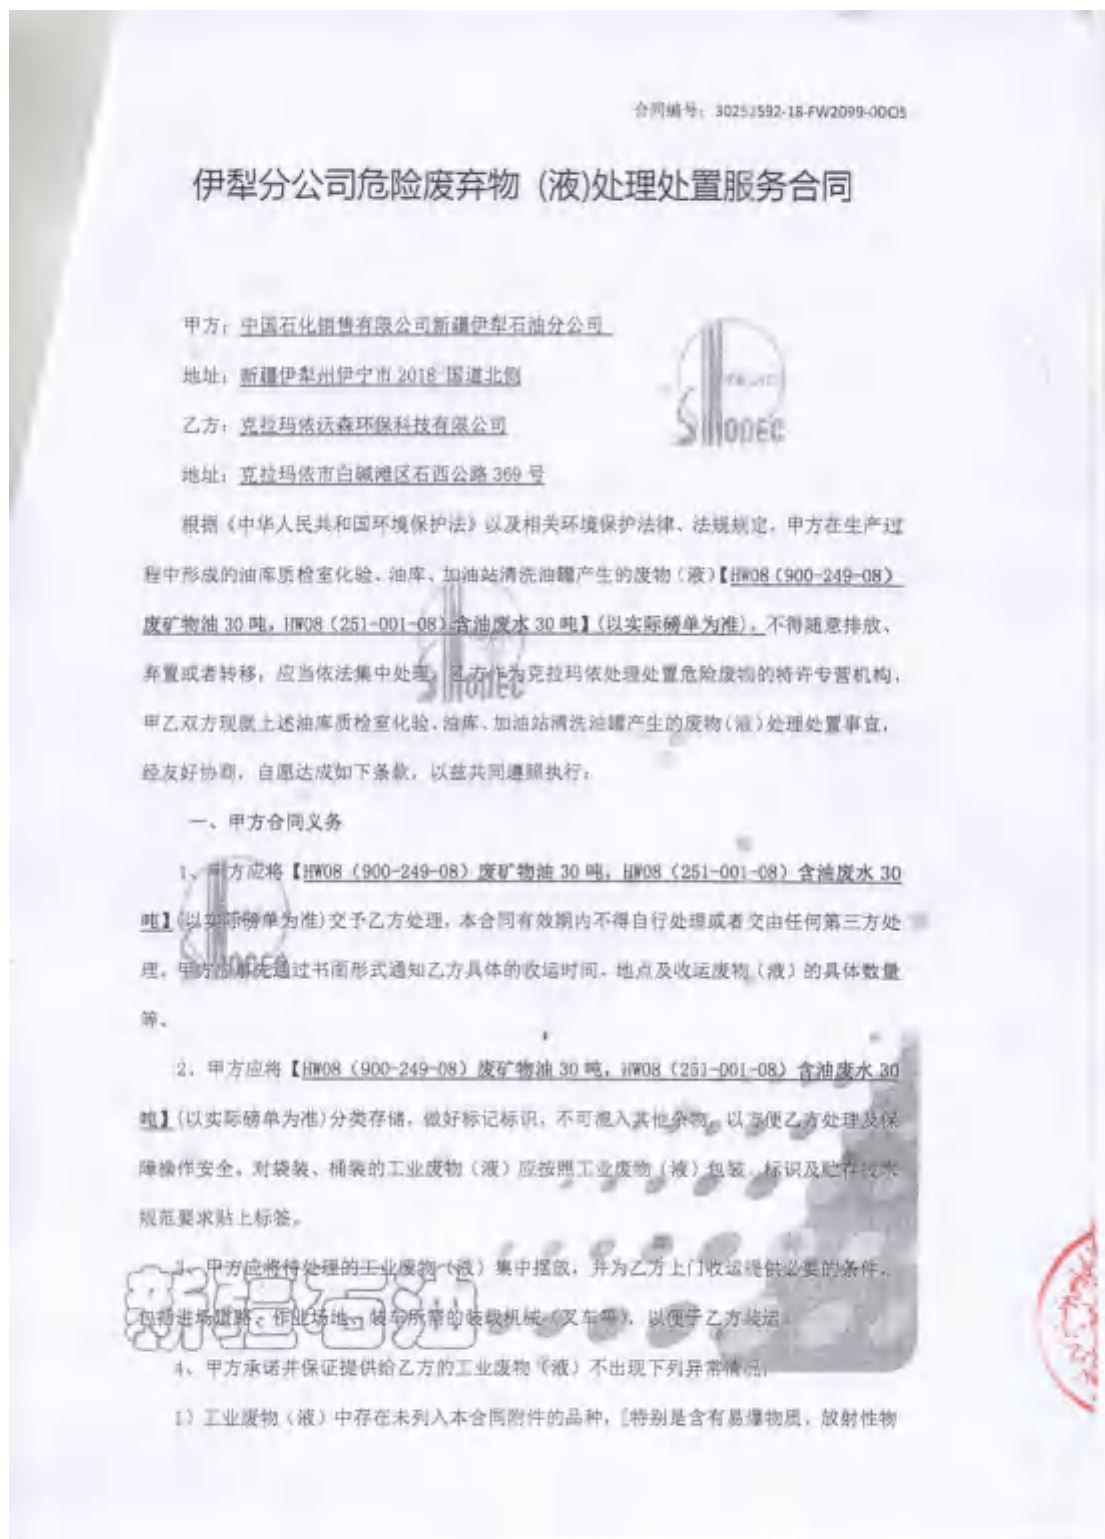 合同编号：30251592-18-FW2099-0005
伊犁分公司危险废弃物 (液)处理处置服务合同
甲方：中国石化销售有限公司新疆伊犁石油分公司
SINOPEC
地址：新疆伊犁州伊宁市 2018 国道北侧
乙方：克拉玛依沃森环保科技有限公司
地址：克拉玛依市白碱滩区石西公路 369 号
根据《中华人民共和国环境保护法》以及相关环境保护法律、法规规定，甲方在生产过
程中形成的油库质检室化验、油库、加油站清洗油罐产生的废物（液）【HW08（900-249-08）
废矿物油 30 吨，HW08（251-001-08）含油废水 30 吨】（以实际磅单为准），不得随意排放、
弃置或者转移，应当依法集中处理。乙方作为克拉玛依处理处置危险废物的特许专营机构，
SINOPEC
甲乙双方现就上述油库质检室化验、油库、加油站清洗油罐产生的废物（液）处理处置事宜，
经友好协商，自愿达成如下条款，以兹共同遵照执行：
一、甲方合同义务
1、甲方应将【HW08（900-249-08）废矿物油 30 吨，HW08（251-001-08）含油废水 30
吨】(以实际磅单为准)交予乙方处理，本合同有效期内不得自行处理或者交由任何第三方处
理。甲方应事先通过书面形式通知乙方具体的收运时间、地点及收运废物（液）的具体数量
SINOPEC
等。
2、甲方应将【HW08（900-249-08）废矿物油 30 吨，HW08（251-001-08）含油废水 30
吨】(以实际磅单为准)分类存储，做好标记标识，不可混入其他杂物，以方便乙方处理及保
障操作安全。对袋装、桶装的工业废物（液）应按照工业废物（液）包装、标识及贮存技术
规范要求贴上标签。
3、甲方应将待处理的工业废物（液）集中摆放，并为乙方上门收运提供必要的条件，
新疆石油
包括进场道路、作业场地、装车所需的装载机械（叉车等），以便于乙方装运。
4、甲方承诺并保证提供给乙方的工业废物（液）不出现下列异常情况：
1）工业废物（液）中存在未列入本合同附件的品种，[特别是含有易爆物质、放射性物